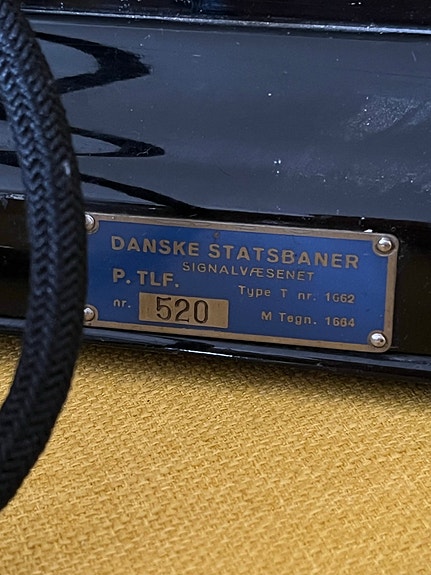 DANSKE STATSBANER
SIGNALVÆSENET
P. TLF.
Type T nr. 1662
nr. 520
M Tegn. 1664